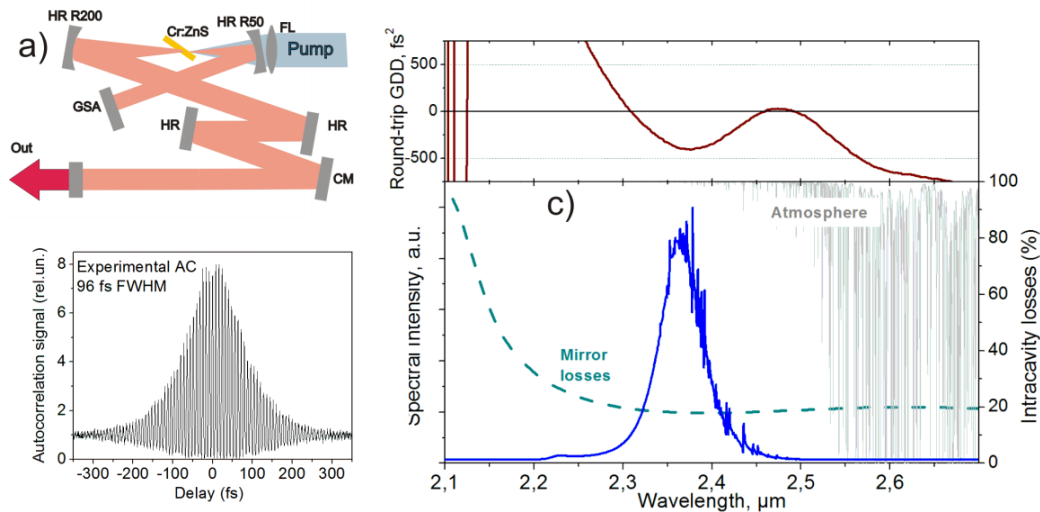 a)
HR R200
Cr:ZnS
HR R50
FL
Pump
GSA
HR
HR
Out
CM
Experimental AC
96 fs FWHM
Autocorrelation signal (rel.un.)
8
6
4
2
0
-300 -200 -100 0 100 200 300
Delay (fs)
Round-trip GDD, fs²
500
0
-500
c)
Atmosphere
Mirror
losses
Spectral intensity, a.u.
100
80
60
40
20
0
Intracavity losses (%)
2,1 2,2 2,3 2,4 2,5 2,6
Wavelength, µm